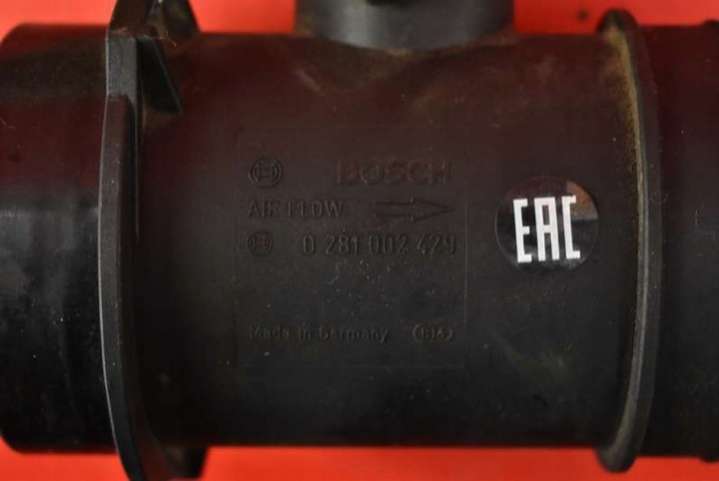 BOSCH
AIR FLOW
0 281 002 429
EAC
Made in Germany